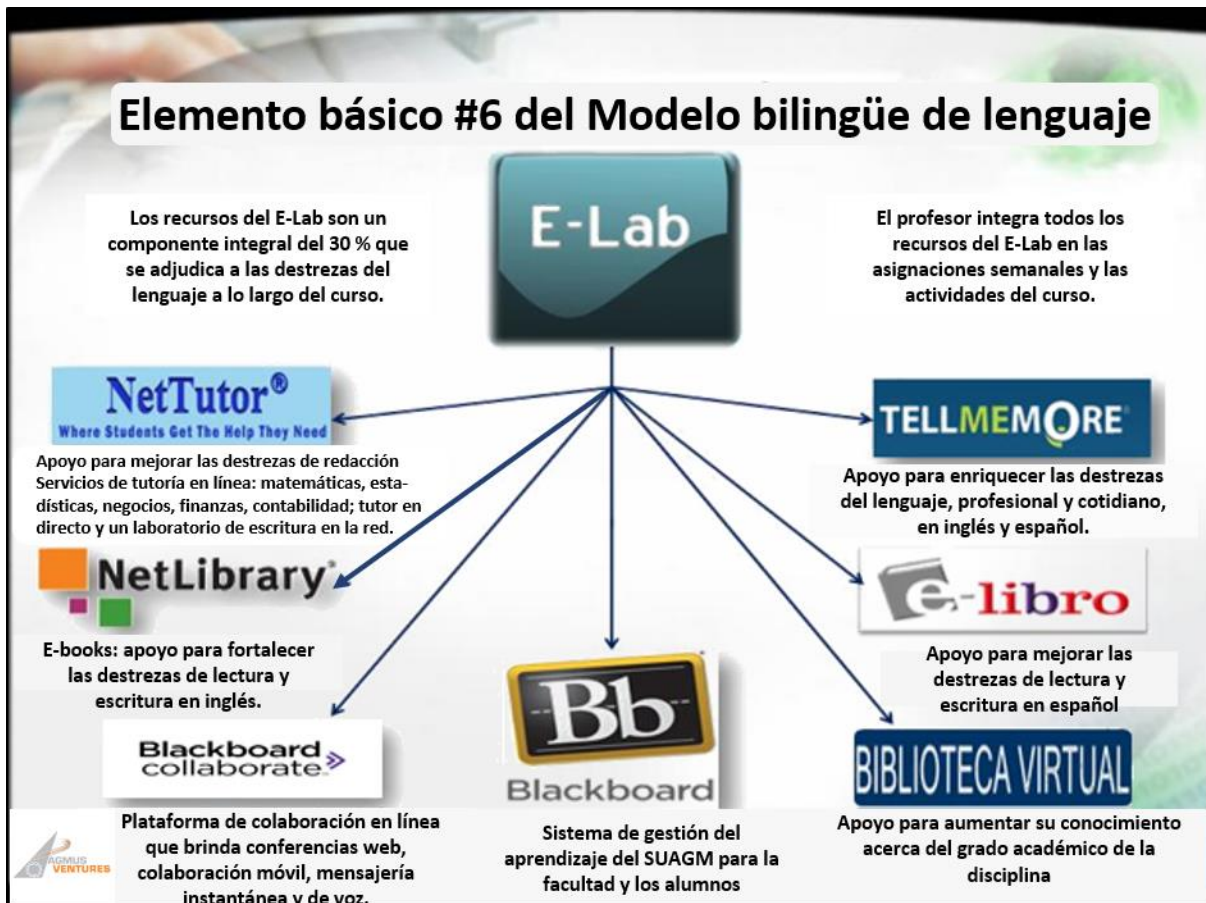 Elemento básico #6 del Modelo bilingüe de lenguaje
E-Lab
Los recursos del E-Lab son un
componente integral del 30 % que
se adjudica a las destrezas del
lenguaje a lo largo del curso.
El profesor integra todos los
recursos del E-Lab en las
asignaciones semanales y las
actividades del curso.
NetTutor®
Where Students Get The Help They Need
Apoyo para mejorar las destrezas de redacción
Servicios de tutoría en línea: matemáticas, esta-
dísticas, negocios, finanzas, contabilidad; tutor en
directo y un laboratorio de escritura en la red.
TELLMEMORE®
Apoyo para enriquecer las destrezas
del lenguaje, profesional y cotidiano,
en inglés y español.
NetLibrary®
E-books: apoyo para fortalecer
las destrezas de lectura y
escritura en inglés.
e-libro
Apoyo para mejorar las
destrezas de lectura y
escritura en español
Blackboard
collaborate™
Plataforma de colaboración en línea
que brinda conferencias web,
colaboración móvil, mensajería
instantánea y de voz.
Bb
Blackboard
Sistema de gestión del
aprendizaje del SUAGM para la
facultad y los alumnos
BIBLIOTECA VIRTUAL
Apoyo para aumentar su conocimiento
acerca del grado académico de la
disciplina
AGMUS
VENTURES